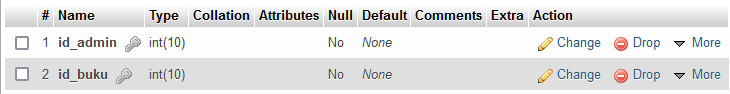 # Name Type Collation Attributes Null Default Comments Extra Action
1 id_admin int(10) No None Change Drop More
2 id_buku int(10) No None Change Drop More